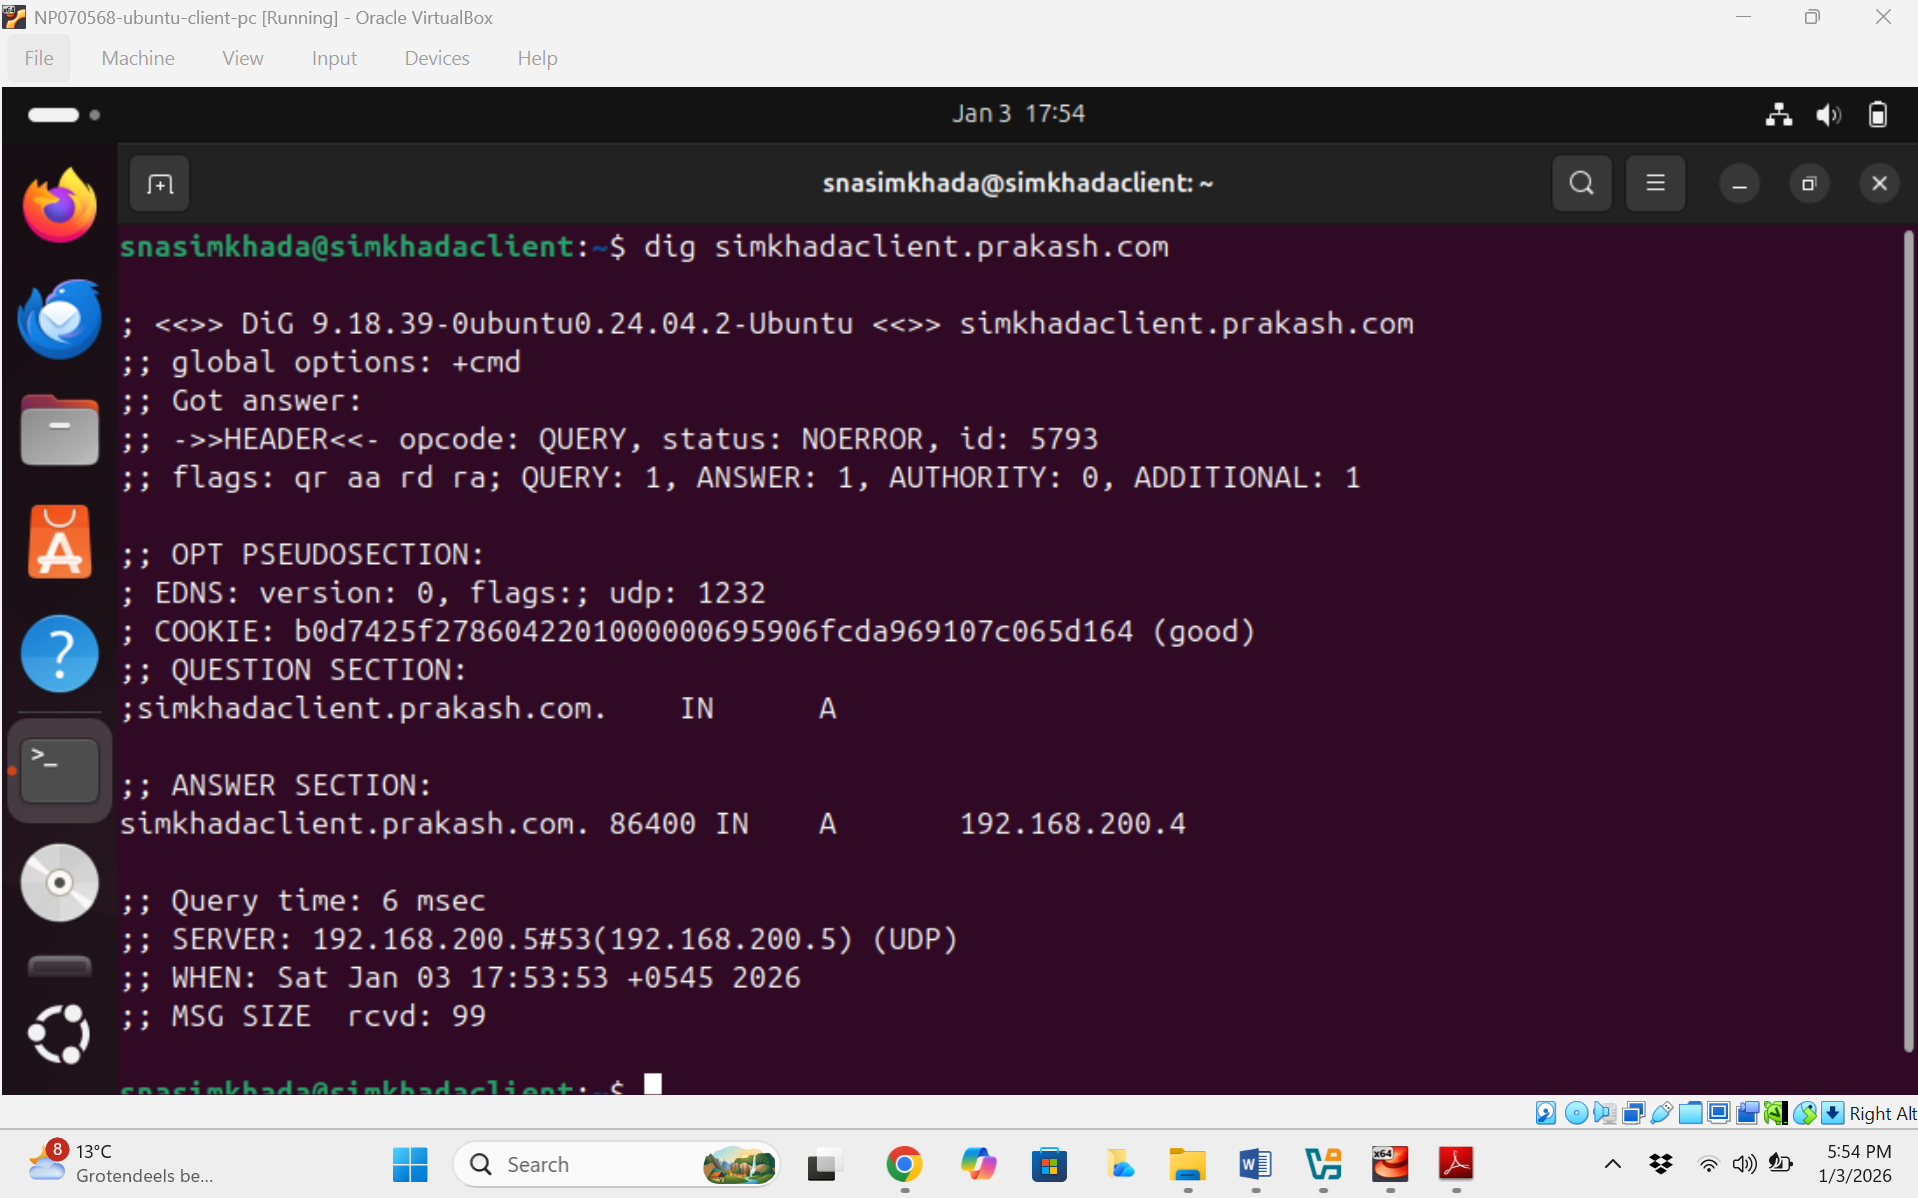 NP070568-ubuntu-client-pc [Running] - Oracle VirtualBox
File Machine View Input Devices Help
Jan 3 17:54
snasimkhada@simkhadaclient: ~
snasimkhada@simkhadaclient:~$ dig simkhadaclient.prakash.com
; <<>> DiG 9.18.39-0ubuntu0.24.04.2-Ubuntu <<>> simkhadaclient.prakash.com
;; global options: +cmd
;; Got answer:
;; ->>HEADER<<- opcode: QUERY, status: NOERROR, id: 5793
;; flags: qr aa rd ra; QUERY: 1, ANSWER: 1, AUTHORITY: 0, ADDITIONAL: 1
;; OPT PSEUDOSECTION:
; EDNS: version: 0, flags:; udp: 1232
; COOKIE: b0d7425f2786042201000000695906fcda969107c065d164 (good)
;; QUESTION SECTION:
;simkhadaclient.prakash.com. IN A
;; ANSWER SECTION:
simkhadaclient.prakash.com. 86400 IN A 192.168.200.4
;; Query time: 6 msec
;; SERVER: 192.168.200.5#53(192.168.200.5) (UDP)
;; WHEN: Sat Jan 03 17:53:53 +0545 2026
;; MSG SIZE rcvd: 99
snasimkhada@simkhadaclient:~$
Right Alt
8
13°C
Grotendeels be...
Search
x64
5:54 PM
1/3/2026